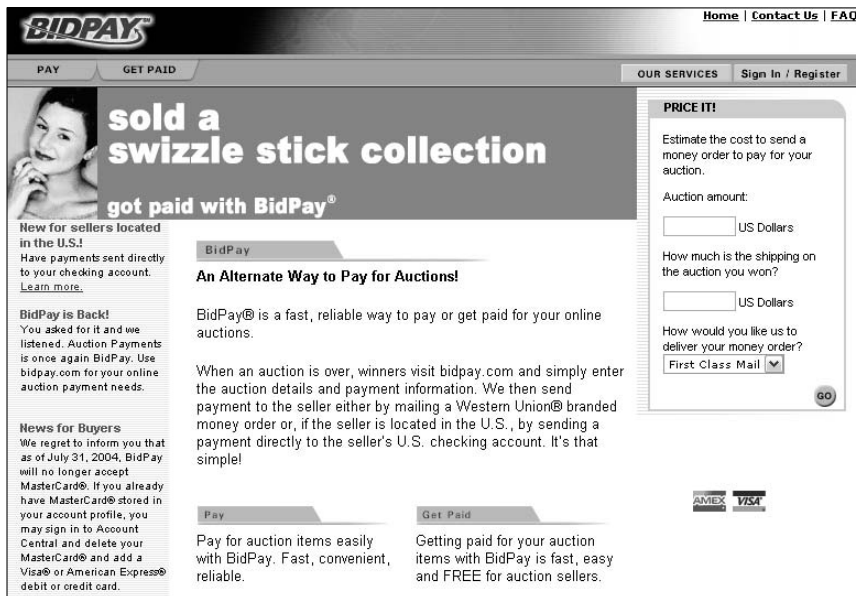 BIDPAY℠
Home | Contact Us | FAQ
PAY
GET PAID
OUR SERVICES
Sign In / Register
sold a
swizzle stick collection
got paid with BidPay®
New for sellers located
in the U.S.!
Have payments sent directly
to your checking account.
Learn more.
BidPay is Back!
You asked for it and we
listened. Auction Payments
is once again BidPay. Use
bidpay.com for your online
auction payment needs.
News for Buyers
We regret to inform you that
as of July 31, 2004, BidPay
will no longer accept
MasterCard®. If you already
have MasterCard® stored in
your account profile, you
may sign in to Account
Central and delete your
MasterCard® and add a
Visa® or American Express®
debit or credit card.
BidPay
An Alternate Way to Pay for Auctions!
BidPay® is a fast, reliable way to pay or get paid for your online
auctions.
When an auction is over, winners visit bidpay.com and simply enter
the auction details and payment information. We then send
payment to the seller either by mailing a Western Union® branded
money order or, if the seller is located in the U.S., by sending a
payment directly to the seller's U.S. checking account. It's that
simple!
Pay
Pay for auction items easily
with BidPay. Fast, convenient,
reliable.
Get Paid
Getting paid for your auction
items with BidPay is fast, easy
and FREE for auction sellers.
PRICE IT!
Estimate the cost to send a
money order to pay for your
auction.
Auction amount:
US Dollars
How much is the shipping on
the auction you won?
US Dollars
How would you like us to
deliver your money order?
First Class Mail
GO
AMEX VISA